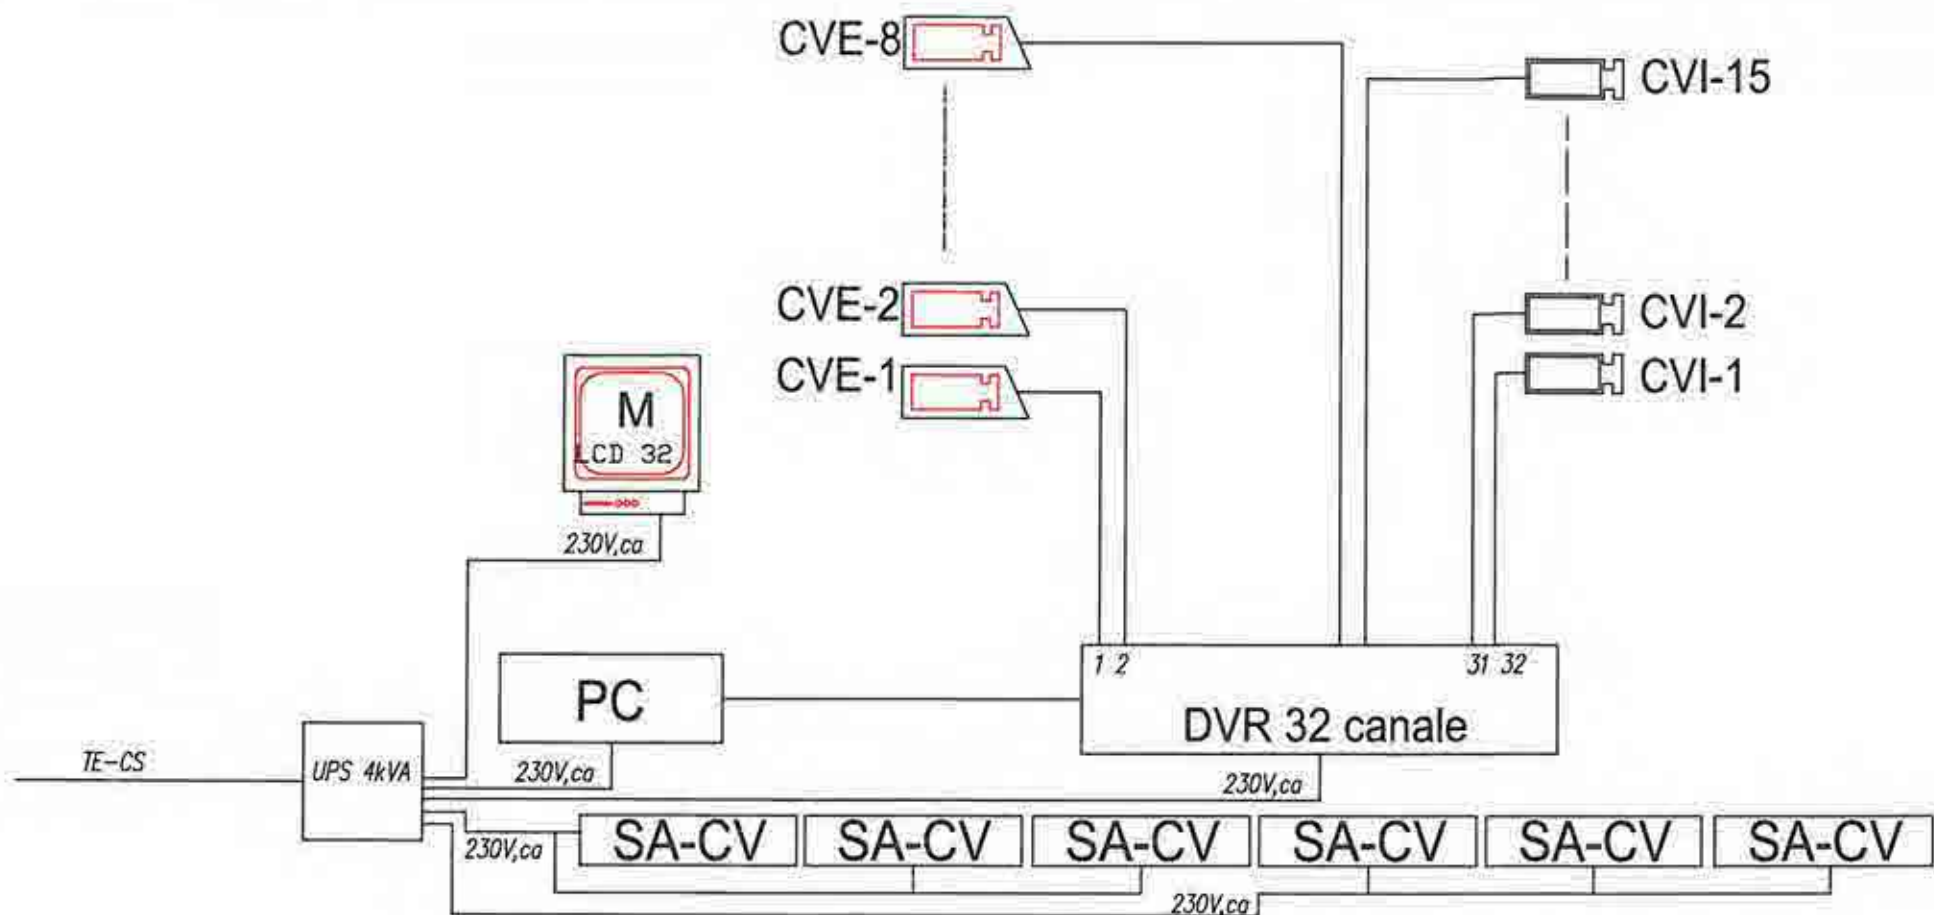 CVE-8
CVI-15
CVE-2
CVI-2
CVE-1
CVI-1
M
LCD 32
230V,ca
1 2
31 32
PC
DVR 32 canale
TE-CS
UPS 4kVA
230V,ca
230V,ca
SA-CV SA-CV SA-CV SA-CV SA-CV SA-CV
230V,ca
230V,ca